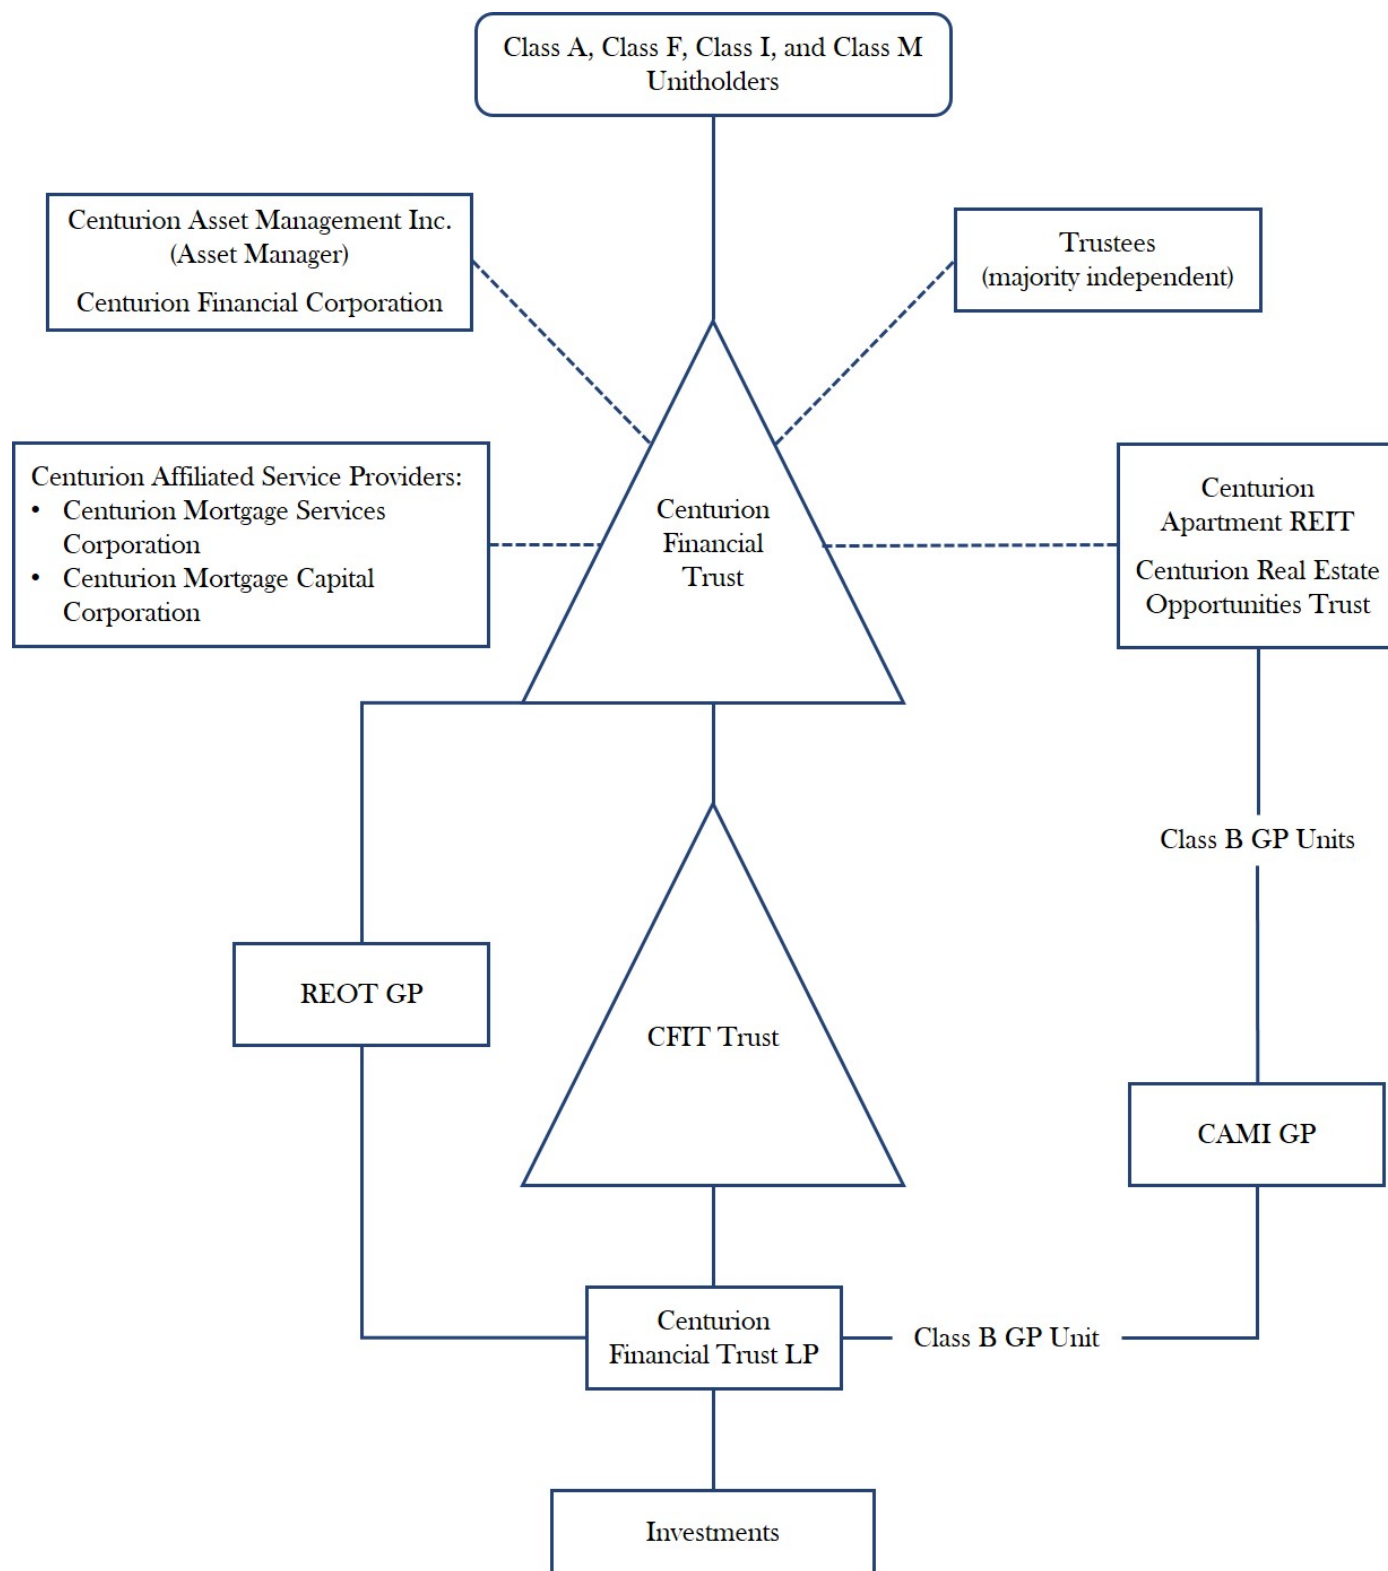 Class A, Class F, Class I, and Class M
Unitholders
Centurion Asset Management Inc.
(Asset Manager)
Centurion Financial Corporation
Trustees
(majority independent)
Centurion Affiliated Service Providers:
• Centurion Mortgage Services
Corporation
• Centurion Mortgage Capital
Corporation
Centurion
Financial
Trust
Centurion
Apartment REIT
Centurion Real Estate
Opportunities Trust
Class B GP Units
REOT GP
CFIT Trust
CAMI GP
Centurion
Financial Trust LP
Class B GP Unit
Investments